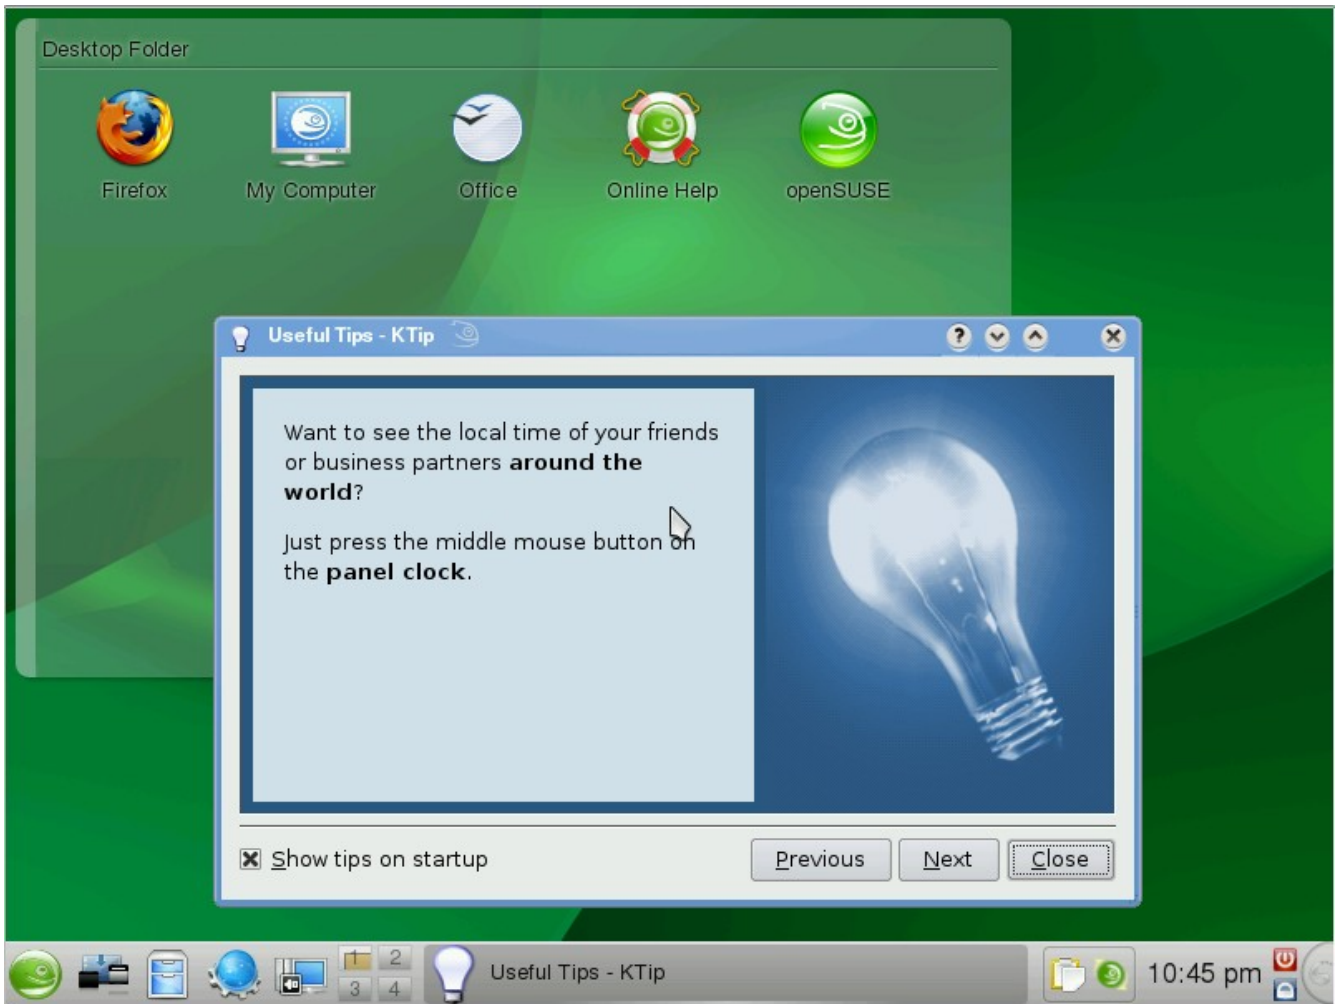 Desktop Folder
Firefox
My Computer
Office
Online Help
openSUSE
Useful Tips - KTip
?
Want to see the local time of your friends
or business partners around the
world?
Just press the middle mouse button on
the panel clock.
Show tips on startup
Previous
Next
Close
1 2
3 4
Useful Tips - KTip
10:45 pm